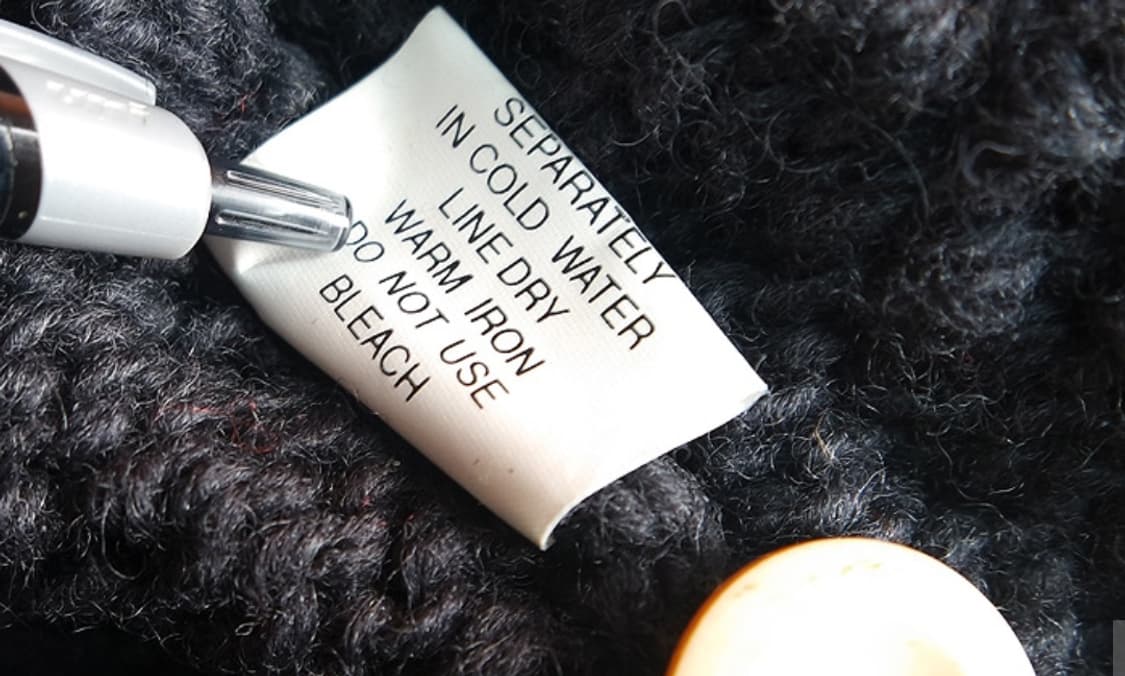 SEPARATELY
IN COLD WATER
LINE DRY
WARM IRON
DO NOT USE
BLEACH